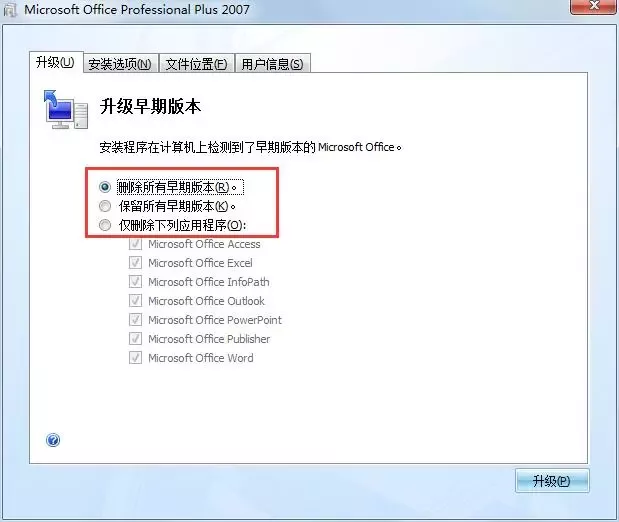 Microsoft Office Professional Plus 2007
升级(U) 安装选项(N) 文件位置(F) 用户信息(S)
升级早期版本
安装程序在计算机上检测到了早期版本的 Microsoft Office。
删除所有早期版本(R)。
保留所有早期版本(K)。
仅删除下列应用程序(O):
Microsoft Office Access
Microsoft Office Excel
Microsoft Office InfoPath
Microsoft Office Outlook
Microsoft Office PowerPoint
Microsoft Office Publisher
Microsoft Office Word
升级(P)